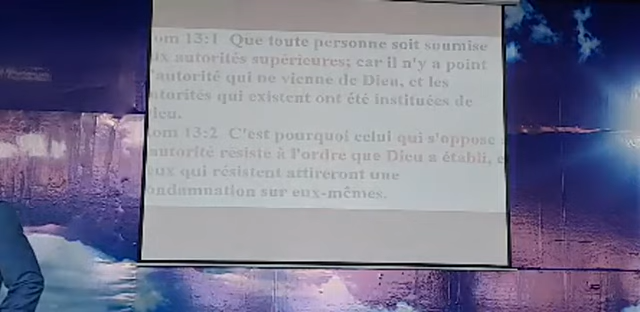 om 13:1 Que toute personne soit soumise
ux autorités supérieures; car il n'y a point
'autorité qui ne vienne de Dieu, et les
utorités qui existent ont été instituées de
ieu.
om 13:2 C'est pourquoi celui qui s'oppose
autorité résiste à l'ordre que Dieu a établi, e
eux qui résistent attireront une
ondamnation sur eux-mêmes.